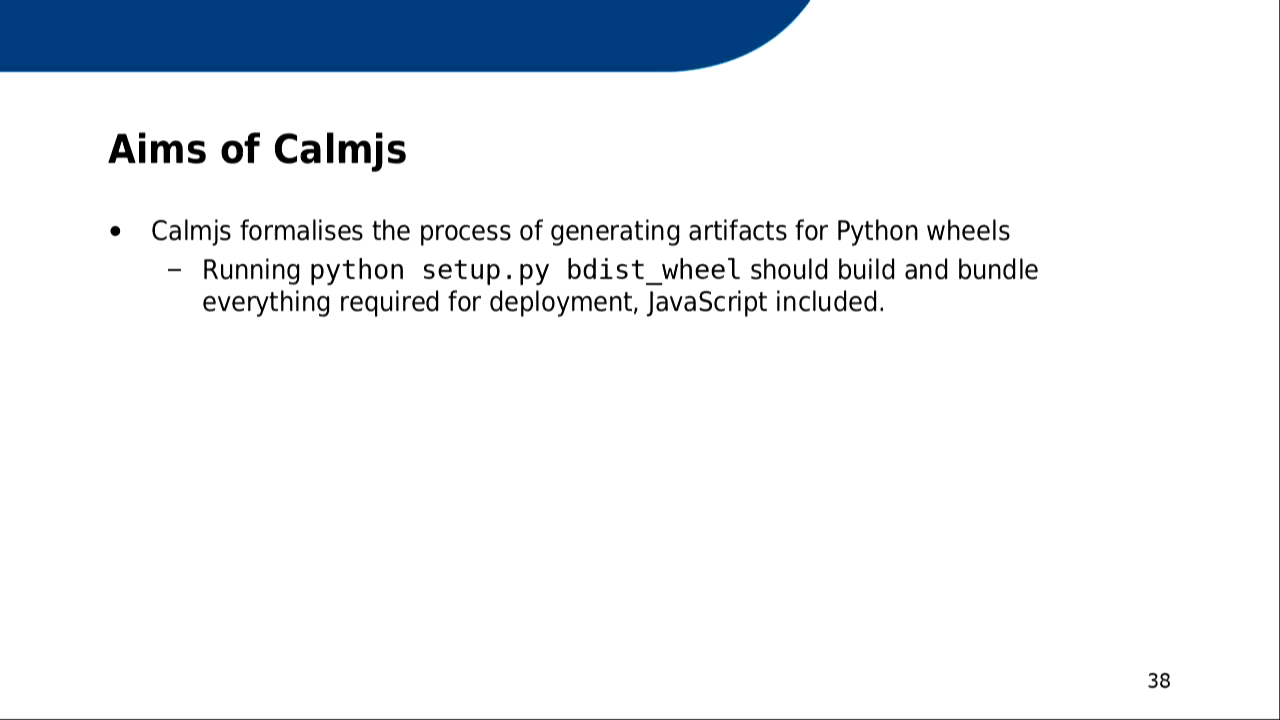 Aims of Calmjs
• Calmjs formalises the process of generating artifacts for Python wheels
– Running python setup.py bdist_wheel should build and bundle
everything required for deployment, JavaScript included.
38